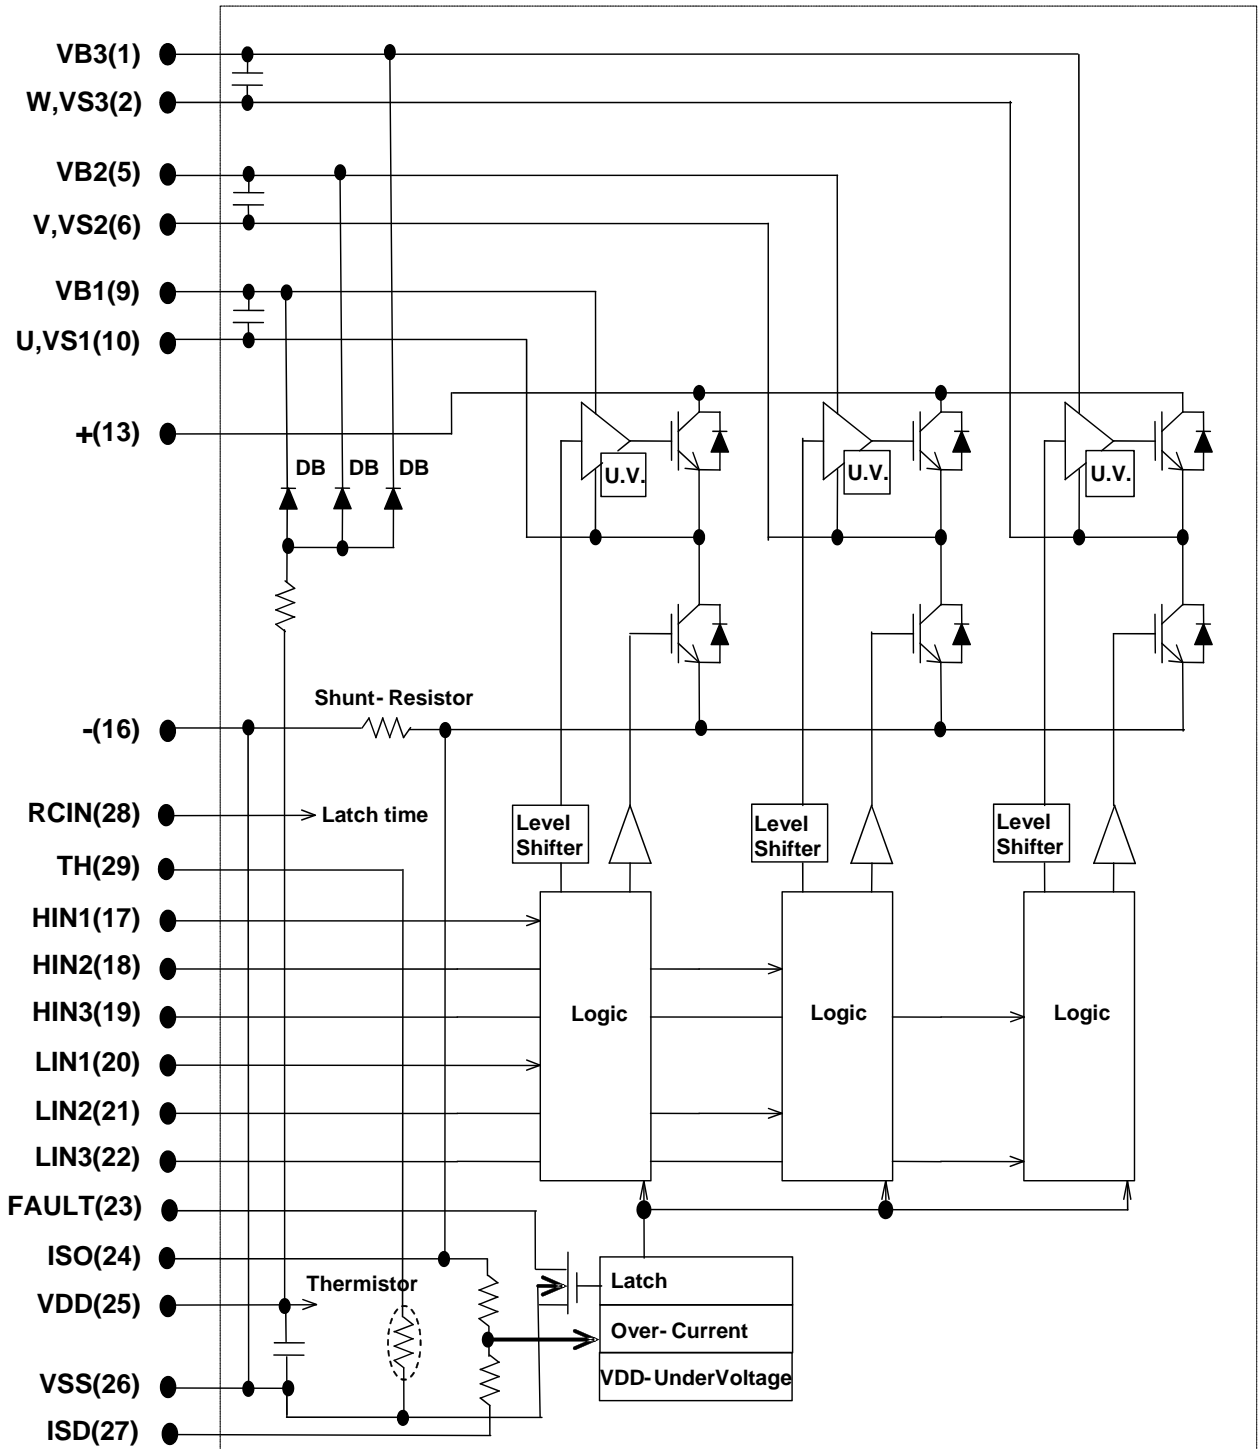 VB3(1)
W,VS3(2)
VB2(5)
V,VS2(6)
VB1(9)
U,VS1(10)
+(13)
DB DB DB
U.V. U.V. U.V.
Shunt- Resistor
-(16)
RCIN(28)
Latch time
Level
Shifter
Level
Shifter
Level
Shifter
TH(29)
HIN1(17)
HIN2(18)
HIN3(19)
Logic Logic Logic
LIN1(20)
LIN2(21)
LIN3(22)
FAULT(23)
ISO(24)
Thermistor
Latch
VDD(25)
Over- Current
VDD- UnderVoltage
VSS(26)
ISD(27)